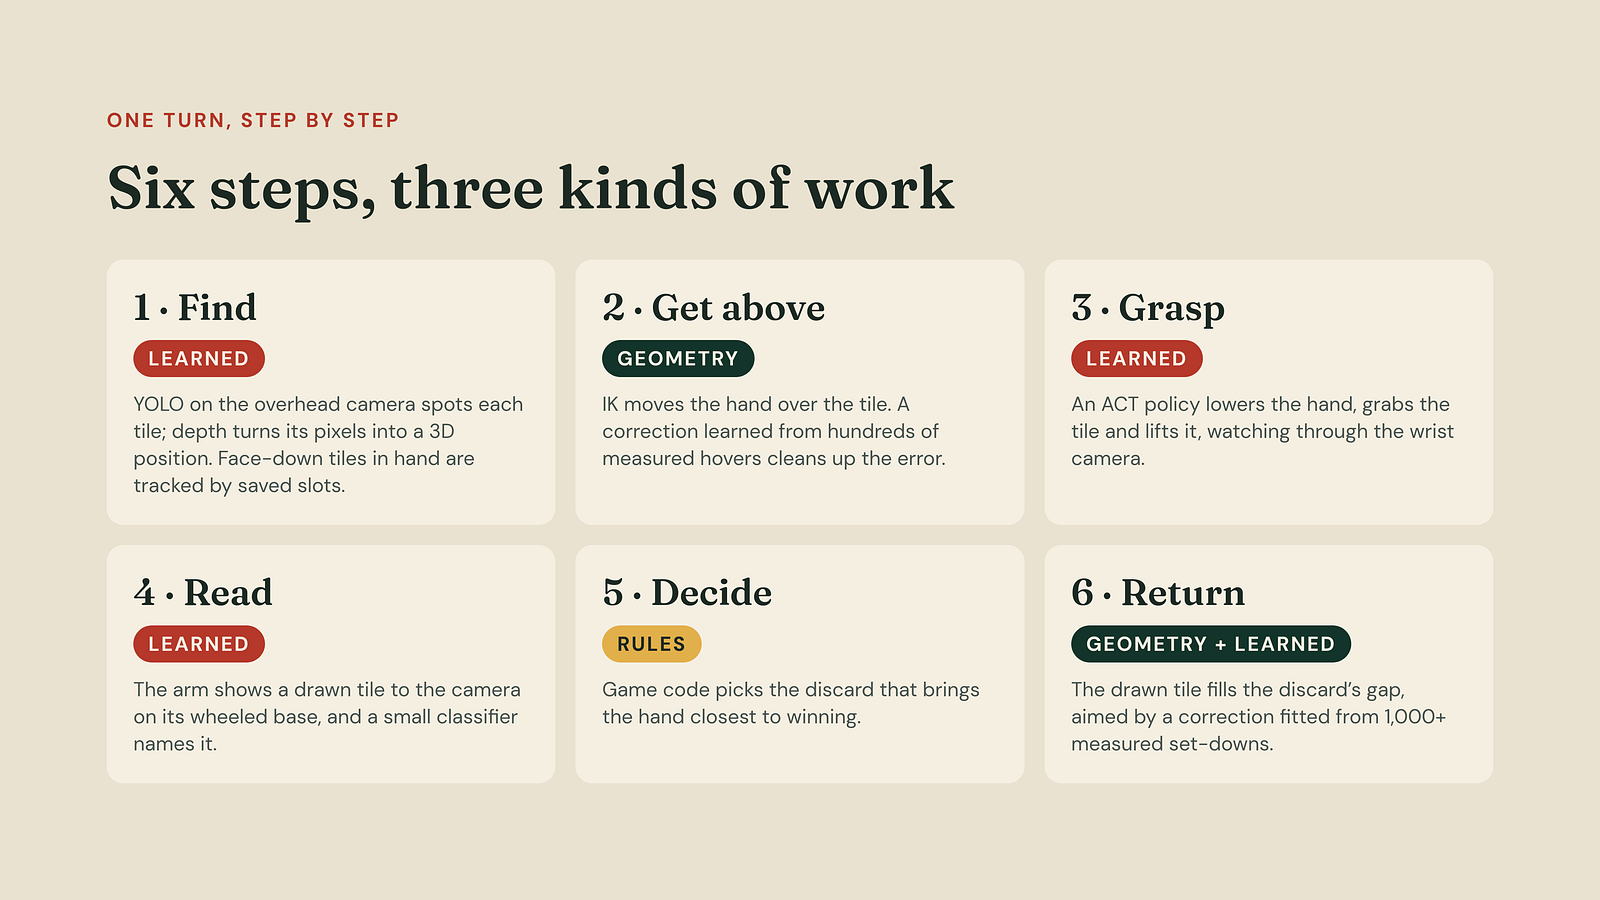 ONE TURN, STEP BY STEP
Six steps, three kinds of work
1 · Find
LEARNED
YOLO on the overhead camera spots each
tile; depth turns its pixels into a 3D
position. Face-down tiles in hand are
tracked by saved slots.
2 · Get above
GEOMETRY
IK moves the hand over the tile. A
correction learned from hundreds of
measured hovers cleans up the error.
3 · Grasp
LEARNED
An ACT policy lowers the hand, grabs the
tile and lifts it, watching through the wrist
camera.
4 · Read
LEARNED
The arm shows a drawn tile to the camera
on its wheeled base, and a small classifier
names it.
5 · Decide
RULES
Game code picks the discard that brings
the hand closest to winning.
6 · Return
GEOMETRY + LEARNED
The drawn tile fills the discard’s gap,
aimed by a correction fitted from 1,000+
measured set-downs.